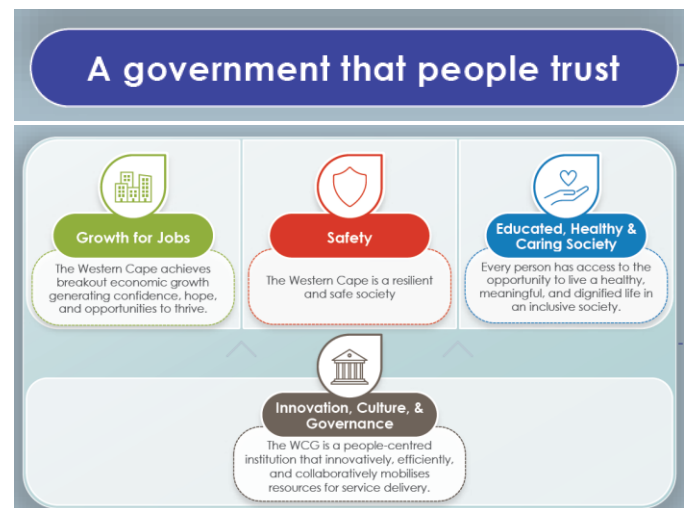 A government that people trust
Growth for Jobs
The Western Cape achieves
breakout economic growth
generating confidence, hope,
and opportunities to thrive.
Safety
The Western Cape is a resilient
and safe society
Educated, Healthy &
Caring Society
Every person has access to the
opportunity to live a healthy,
meaningful, and dignified life in
an inclusive society.
Innovation, Culture, &
Governance
The WCG is a people-centred
institution that innovatively, efficiently,
and collaboratively mobilises
resources for service delivery.